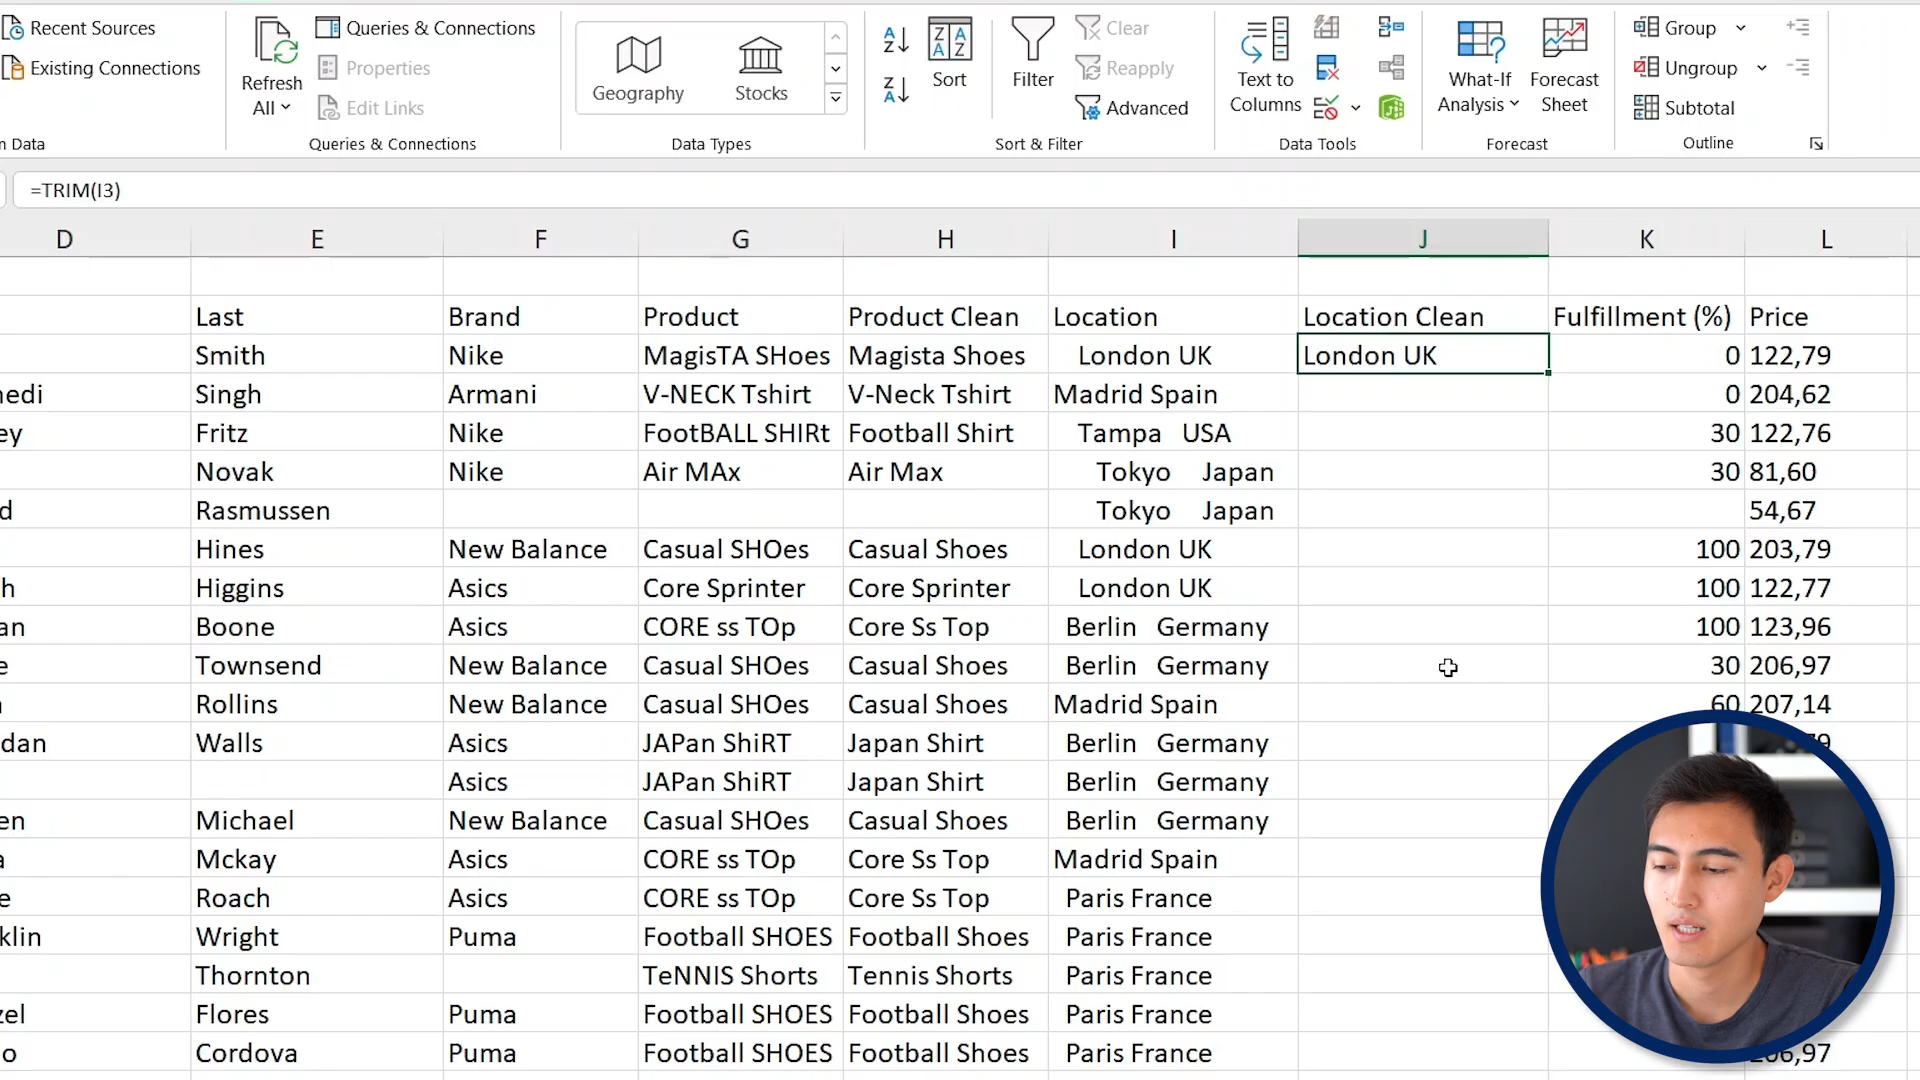 Recent Sources
Existing Connections
n Data
Refresh All
Queries & Connections
Properties
Edit Links
Queries & Connections
Geography
Stocks
Data Types
Sort
Filter
Clear
Reapply
Advanced
Sort & Filter
Text to Columns
Data Tools
What-If Analysis
Forecast Sheet
Forecast
Group
Ungroup
Subtotal
Outline
=TRIM(I3)
D E F G H I J K L
Last Brand Product Product Clean Location Location Clean Fulfillment (%) Price
Smith Nike MagisTA SHoes Magista Shoes London UK London UK 0 122,79
nedi Singh Armani V-NECK Tshirt V-Neck Tshirt Madrid Spain 0 204,62
ey Fritz Nike FootBALL SHIRt Football Shirt Tampa USA 30 122,76
Novak Nike Air MAx Air Max Tokyo Japan 30 81,60
d Rasmussen Tokyo Japan 54,67
Hines New Balance Casual SHOes Casual Shoes London UK 100 203,79
h Higgins Asics Core Sprinter Core Sprinter London UK 100 122,77
an Boone Asics CORE ss TOp Core Ss Top Berlin Germany 100 123,96
e Townsend New Balance Casual SHOes Casual Shoes Berlin Germany 30 206,97
Rollins New Balance Casual SHOes Casual Shoes Madrid Spain 60 207,14
dan Walls Asics JAPan ShiRT Japan Shirt Berlin Germany
Asics JAPan ShiRT Japan Shirt Berlin Germany
en Michael New Balance Casual SHOes Casual Shoes Berlin Germany
a Mckay Asics CORE ss TOp Core Ss Top Madrid Spain
e Roach Asics CORE ss TOp Core Ss Top Paris France
klin Wright Puma Football SHOES Football Shoes Paris France
Thornton TeNNIS Shorts Tennis Shorts Paris France
zel Flores Puma Football SHOES Football Shoes Paris France
o Cordova Puma Football SHOES Football Shoes Paris France 206,97